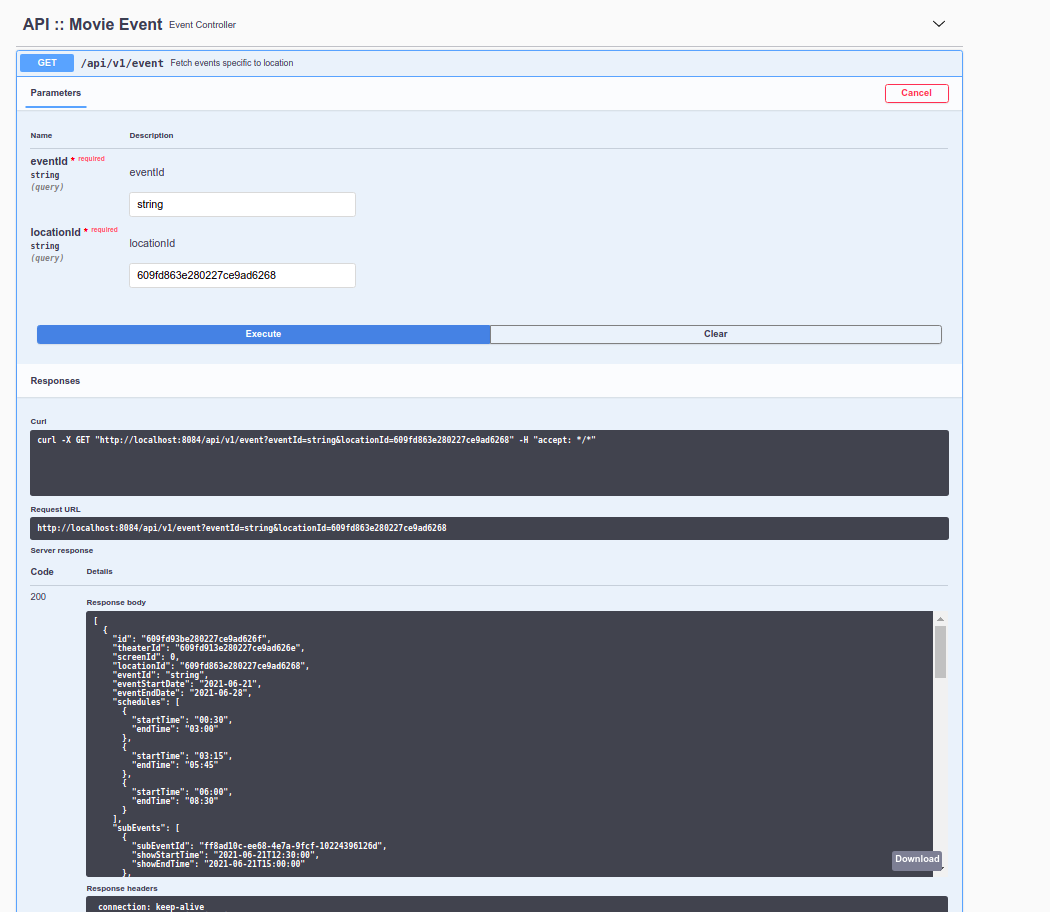 API :: Movie Event Event Controller
GET /api/v1/event Fetch events specific to location
Parameters
Cancel
Name Description
eventId * required
string
(query)
eventId
string
locationId * required
string
(query)
locationId
609fd863e280227ce9ad6268
Execute Clear
Responses
Curl
curl -X GET "http://localhost:8084/api/v1/event?eventId=string&locationId=609fd863e280227ce9ad6268" -H "accept: */*"
Request URL
http://localhost:8084/api/v1/event?eventId=string&locationId=609fd863e280227ce9ad6268
Server response
Code Details
200
Response body
[
{
"id": "609fd93be280227ce9ad626f",
"theaterId": "609fd913e280227ce9ad626e",
"screenId": 0,
"locationId": "609fd863e280227ce9ad6268",
"eventId": "string",
"eventStartDate": "2021-06-21",
"eventEndDate": "2021-06-28",
"schedules": [
{
"startTime": "00:30",
"endTime": "03:00"
},
{
"startTime": "03:15",
"endTime": "05:45"
},
{
"startTime": "06:00",
"endTime": "08:30"
}
],
"subEvents": [
{
"subEventId": "ff8ad10c-ee68-4e7a-9fcf-10224396126d",
"showStartTime": "2021-06-21T12:30:00",
"showEndTime": "2021-06-21T15:00:00"
},
Download
Response headers
connection: keep-alive